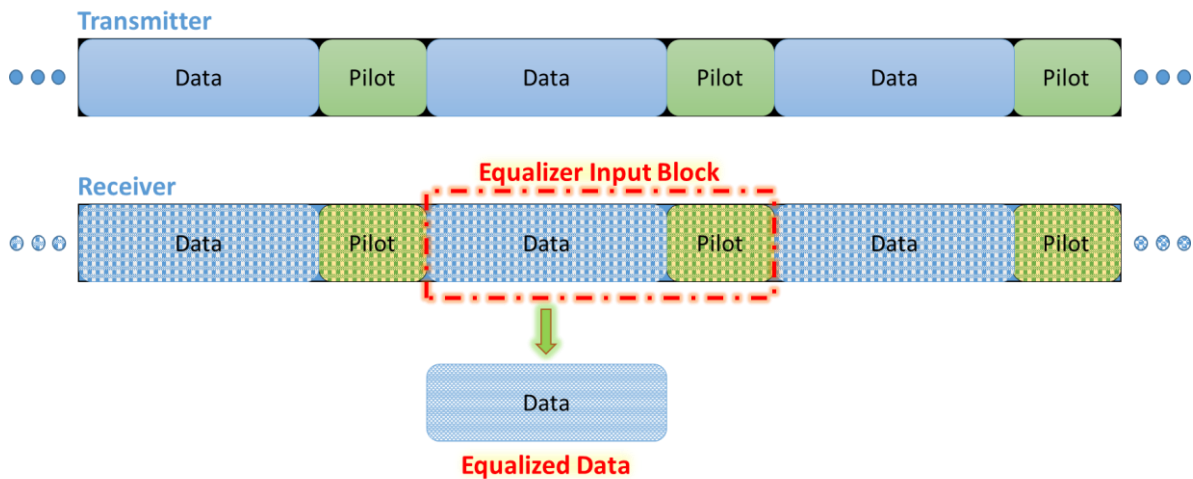 Transmitter
Data Pilot Data Pilot Data Pilot
Equalizer Input Block
Receiver
Data Pilot Data Pilot Data Pilot
Data
Equalized Data